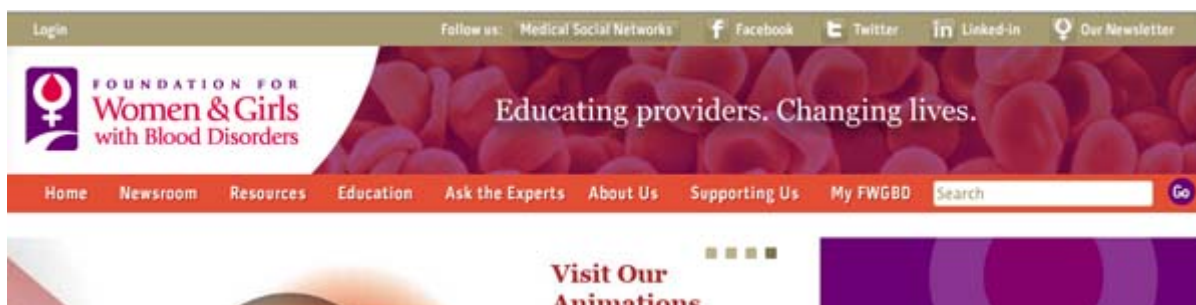 Login Follow us: Medical Social Networks Facebook Twitter Linked-in Our Newsletter
FOUNDATION FOR
Women & Girls
with Blood Disorders
Educating providers. Changing lives.
Home Newsroom Resources Education Ask the Experts About Us Supporting Us My FWGBD Search Go
Visit Our
Animations